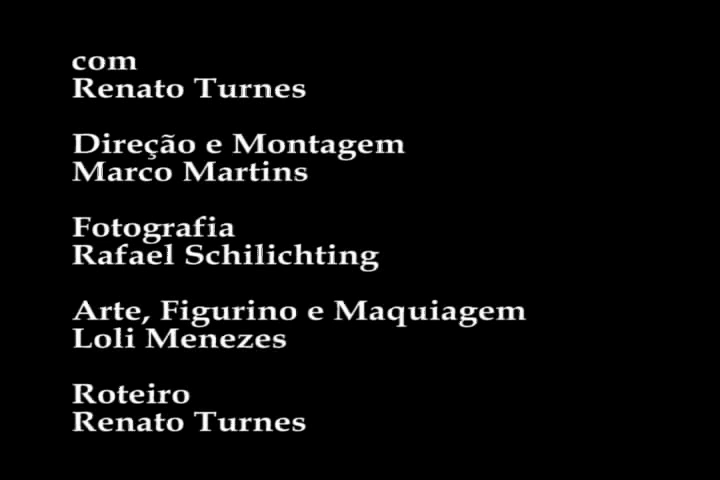 com
Renato Turnes
Direção e Montagem
Marco Martins
Fotografia
Rafael Schilichting
Arte, Figurino e Maquiagem
Loli Menezes
Roteiro
Renato Turnes